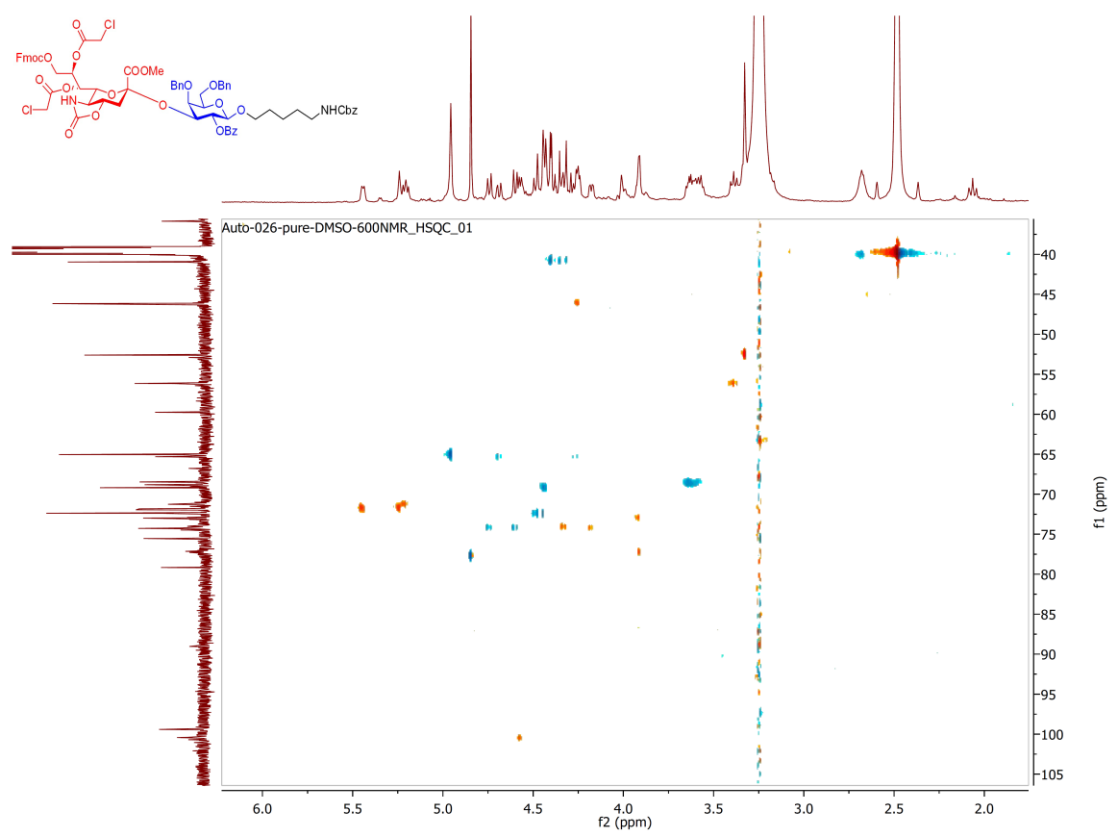 Cl
O
O
FmocO
O
COOMe
BnO
OBn
O
O
Cl
HN
O
O
O
O
O
O
NHCbz
OBz
Auto-026-pure-DMSO-600NMR_HSQC_01
40
45
50
55
60
65
70
75
80
85
90
95
100
105
f1 (ppm)
6.0 5.5 5.0 4.5 4.0 3.5 3.0 2.5 2.0
f2 (ppm)